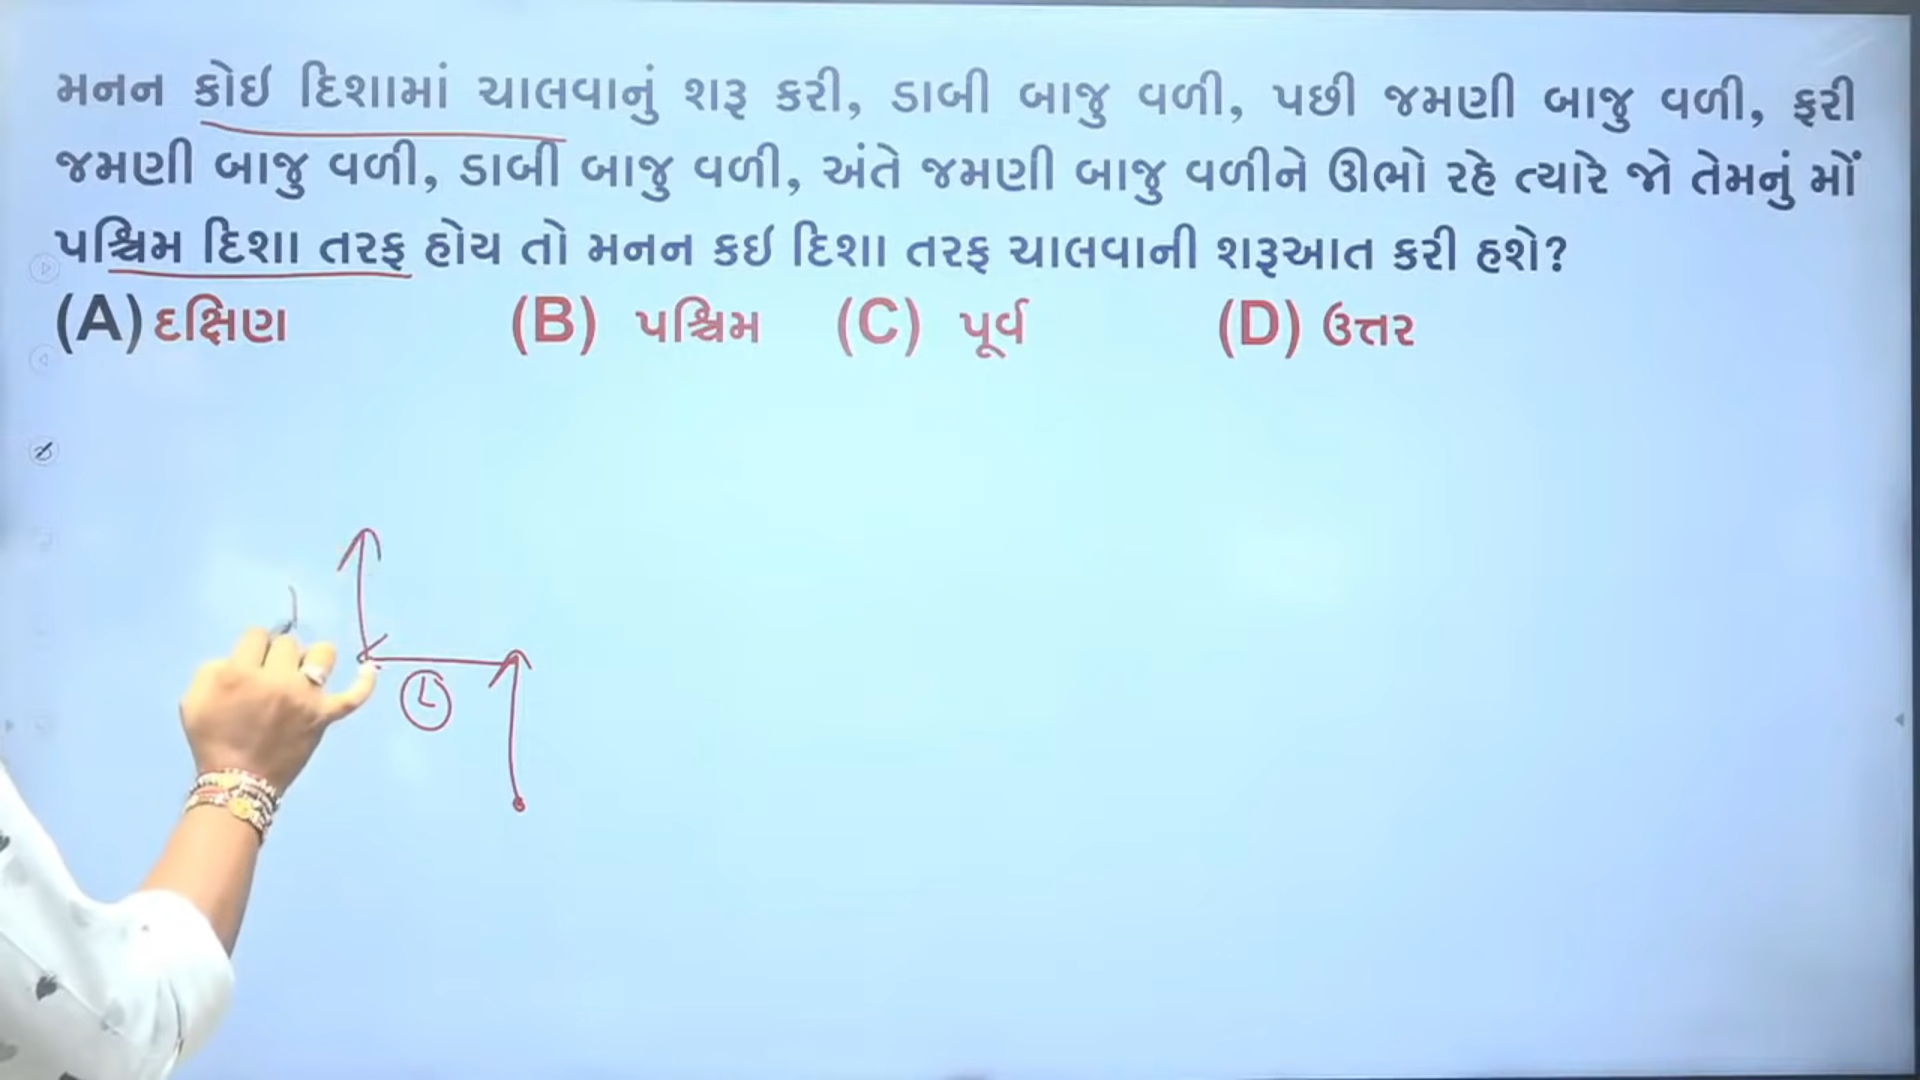 મનન કોઈ દિશામાં ચાલવાનું શરૂ કરી, ડાબી બાજુ વળી, પછી જમણી બાજુ વળી, ફરી
જમણી બાજુ વળી, ડાબી બાજુ વળી, અંતે જમણી બાજુ વળીને ઊભો રહે ત્યારે જો તેમનું મોં
પશ્ચિમ દિશા તરફ હોય તો મનન કઈ દિશા તરફ ચાલવાની શરૂઆત કરી હશે?
(A) દક્ષિણ (B) પશ્ચિમ (C) પૂર્વ (D) ઉત્તર
L